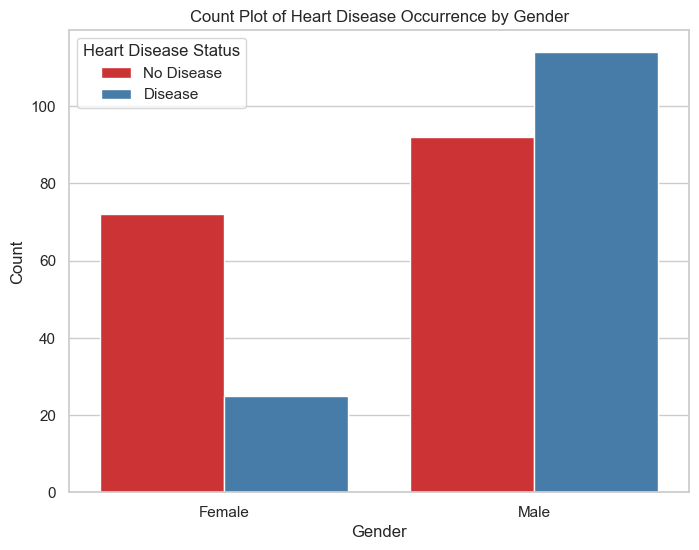 Count Plot of Heart Disease Occurrence by Gender
Heart Disease Status
No Disease
Disease
100
80
60
40
20
0
Count
Female
Male
Gender